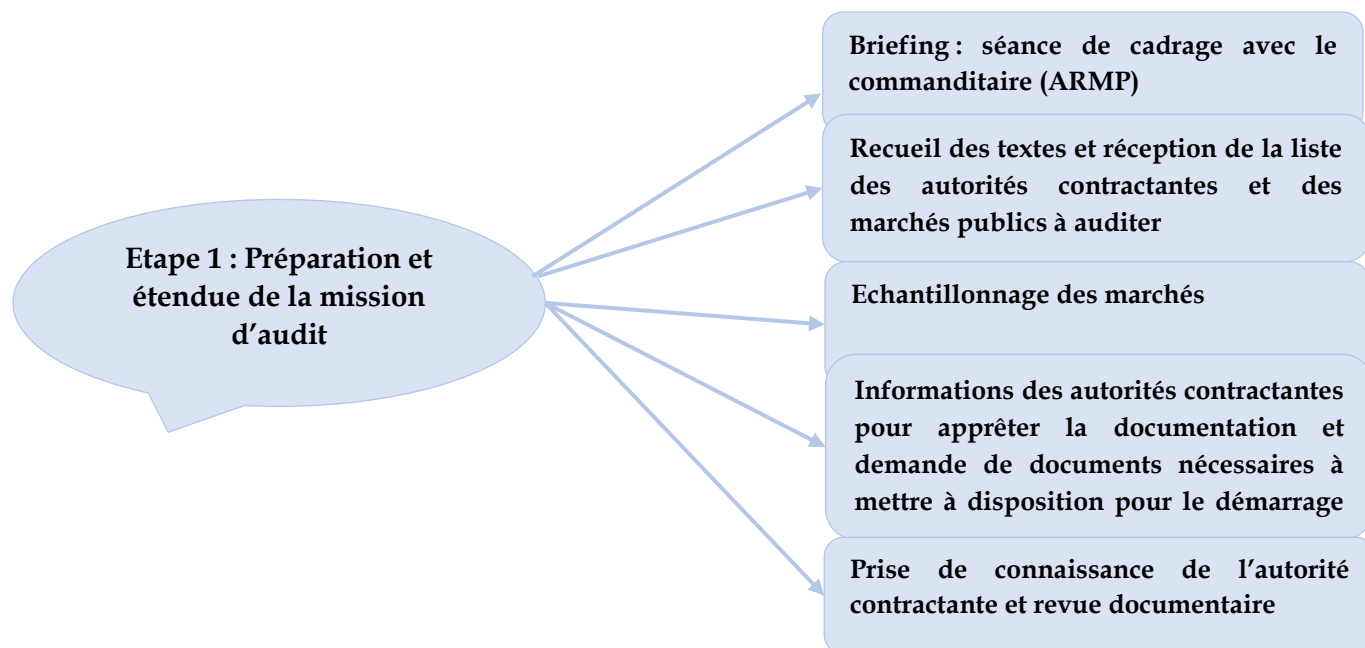 Briefing : séance de cadrage avec le
commanditaire (ARMP)
Recueil des textes et réception de la liste
des autorités contractantes et des
marchés publics à auditer
Etape 1 : Préparation et
étendue de la mission
d’audit
Echantillonnage des marchés
Informations des autorités contractantes
pour apprêter la documentation et
demande de documents nécessaires à
mettre à disposition pour le démarrage
Prise de connaissance de l’autorité
contractante et revue documentaire